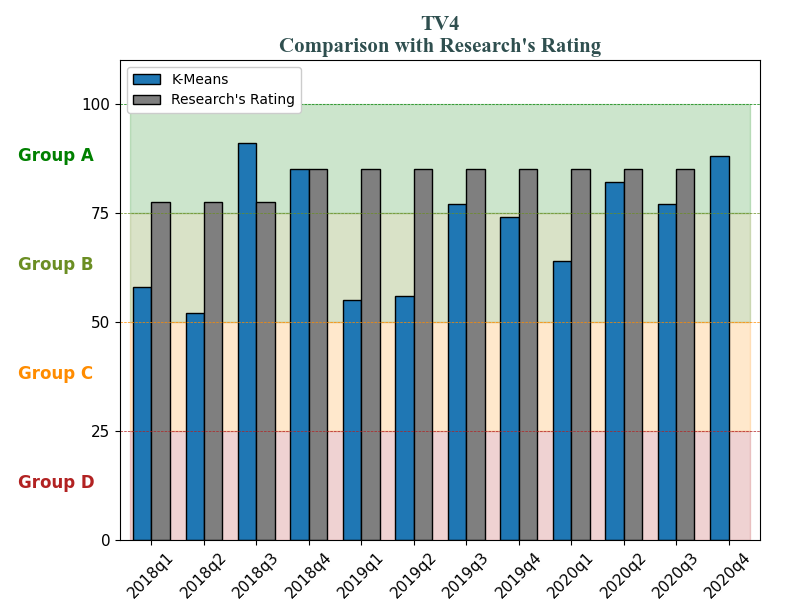 TV4
Comparison with Research's Rating
K-Means
Research's Rating
100
Group A
75
Group B
50
Group C
25
Group D
0
2018q1
2018q2
2018q3
2018q4
2019q1
2019q2
2019q3
2019q4
2020q1
2020q2
2020q3
2020q4